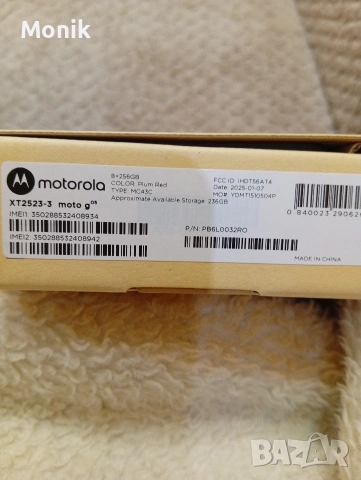 Monik
motorola
8+256GB
COLOR: Plum Red
TYPE: MC43C
Approximate Available Storage: 236GB
FCC ID: IHDT56AT4
Date: 2025-01-07
MO#: YDMT1510504P
XT2523-3 moto g05
IMEI1: 350288532408934
IMEI2: 350288532408942
P/N: PB6L0032RO
0 840023 29062
MADE IN CHINA
BAZAR